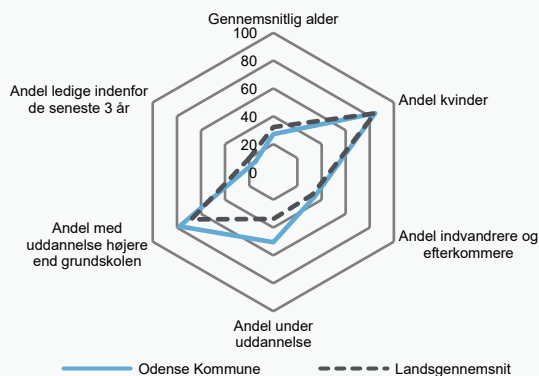 Gennemsnitlig alder
100
80
60
40
20
0
Andel kvinder
Andel indvandrere og
efterkommere
Andel under
uddannelse
Andel med
uddannelse højere
end grundskolen
Andel ledige indenfor
de seneste 3 år
Odense Kommune
Landsgennemsnit